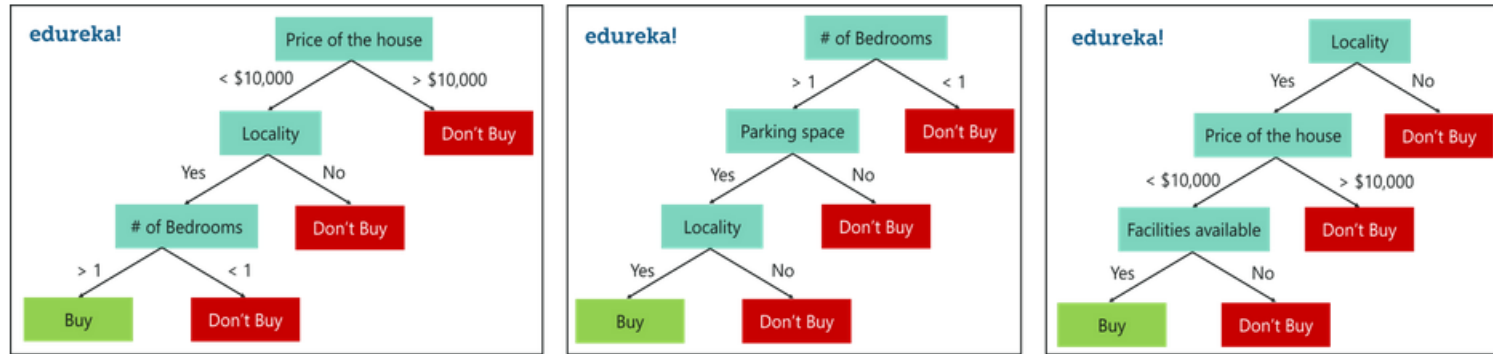 edureka!
Price of the house
< $10,000
> $10,000
Locality
Don't Buy
Yes
No
# of Bedrooms
Don't Buy
> 1
< 1
Buy
Don't Buy
edureka!
# of Bedrooms
> 1
< 1
Parking space
Don't Buy
Yes
No
Locality
Don't Buy
Yes
No
Buy
Don't Buy
edureka!
Locality
Yes
No
Price of the house
Don't Buy
< $10,000
> $10,000
Facilities available
Don't Buy
Yes
No
Buy
Don't Buy